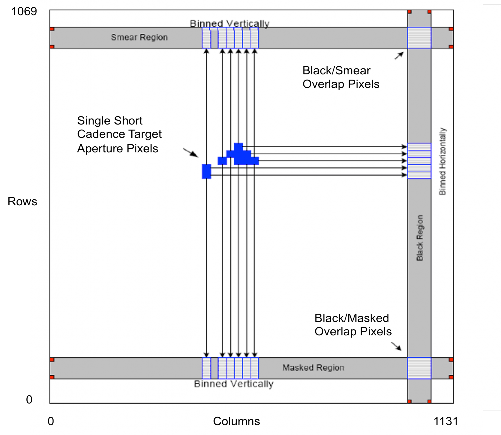 1069
Binned Vertically
Smear Region
Black/Smear
Overlap Pixels
Single Short
Cadence Target
Aperture Pixels
Binned Horizontally
Rows
Black Region
Black/Masked
Overlap Pixels
Masked Region
Binned Vertically
0
0
Columns
1131